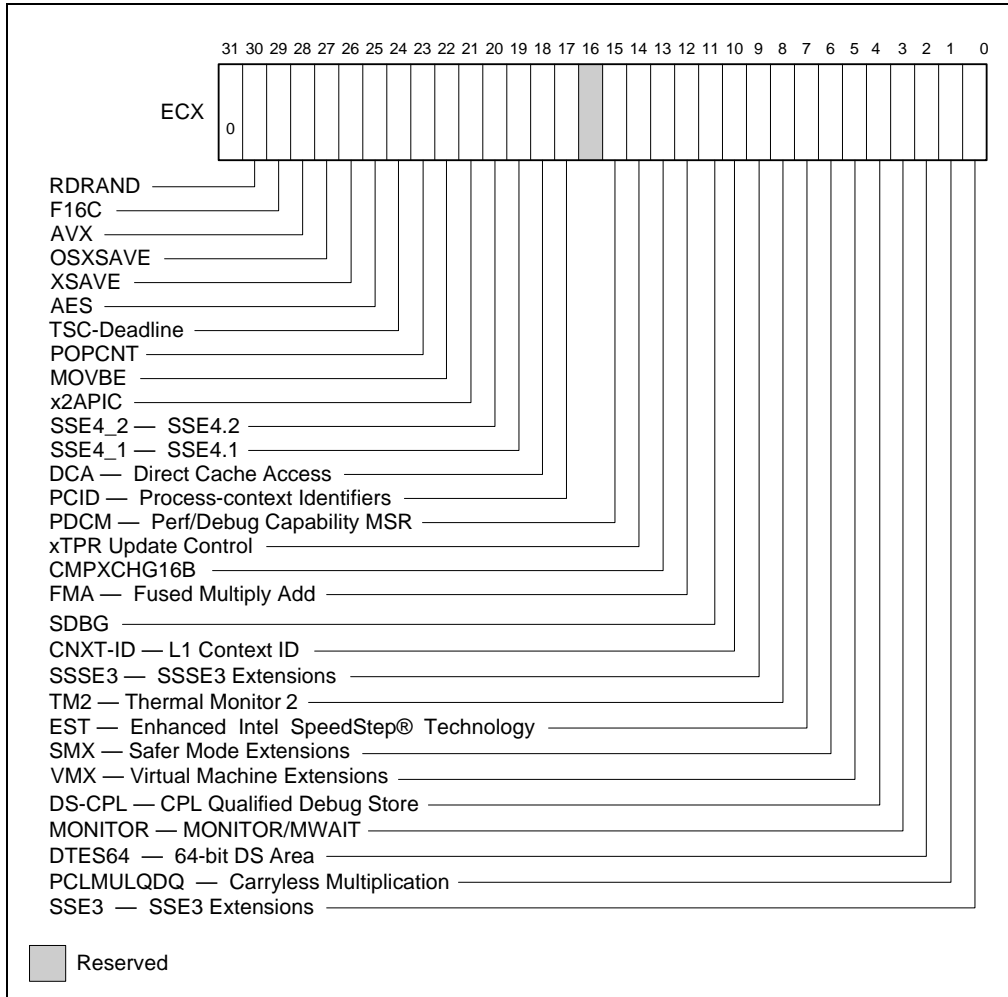 31 30 29 28 27 26 25 24 23 22 21 20 19 18 17 16 15 14 13 12 11 10 9 8 7 6 5 4 3 2 1 0
ECX
0
RDRAND
F16C
AVX
OSXSAVE
XSAVE
AES
TSC-Deadline
POPCNT
MOVBE
x2APIC
SSE4_2 — SSE4.2
SSE4_1 — SSE4.1
DCA — Direct Cache Access
PCID — Process-context Identifiers
PDCM — Perf/Debug Capability MSR
xTPR Update Control
CMPXCHG16B
FMA — Fused Multiply Add
SDBG
CNXT-ID — L1 Context ID
SSSE3 — SSSE3 Extensions
TM2 — Thermal Monitor 2
EST — Enhanced Intel SpeedStep® Technology
SMX — Safer Mode Extensions
VMX — Virtual Machine Extensions
DS-CPL — CPL Qualified Debug Store
MONITOR — MONITOR/MWAIT
DTES64 — 64-bit DS Area
PCLMULQDQ — Carryless Multiplication
SSE3 — SSE3 Extensions
Reserved